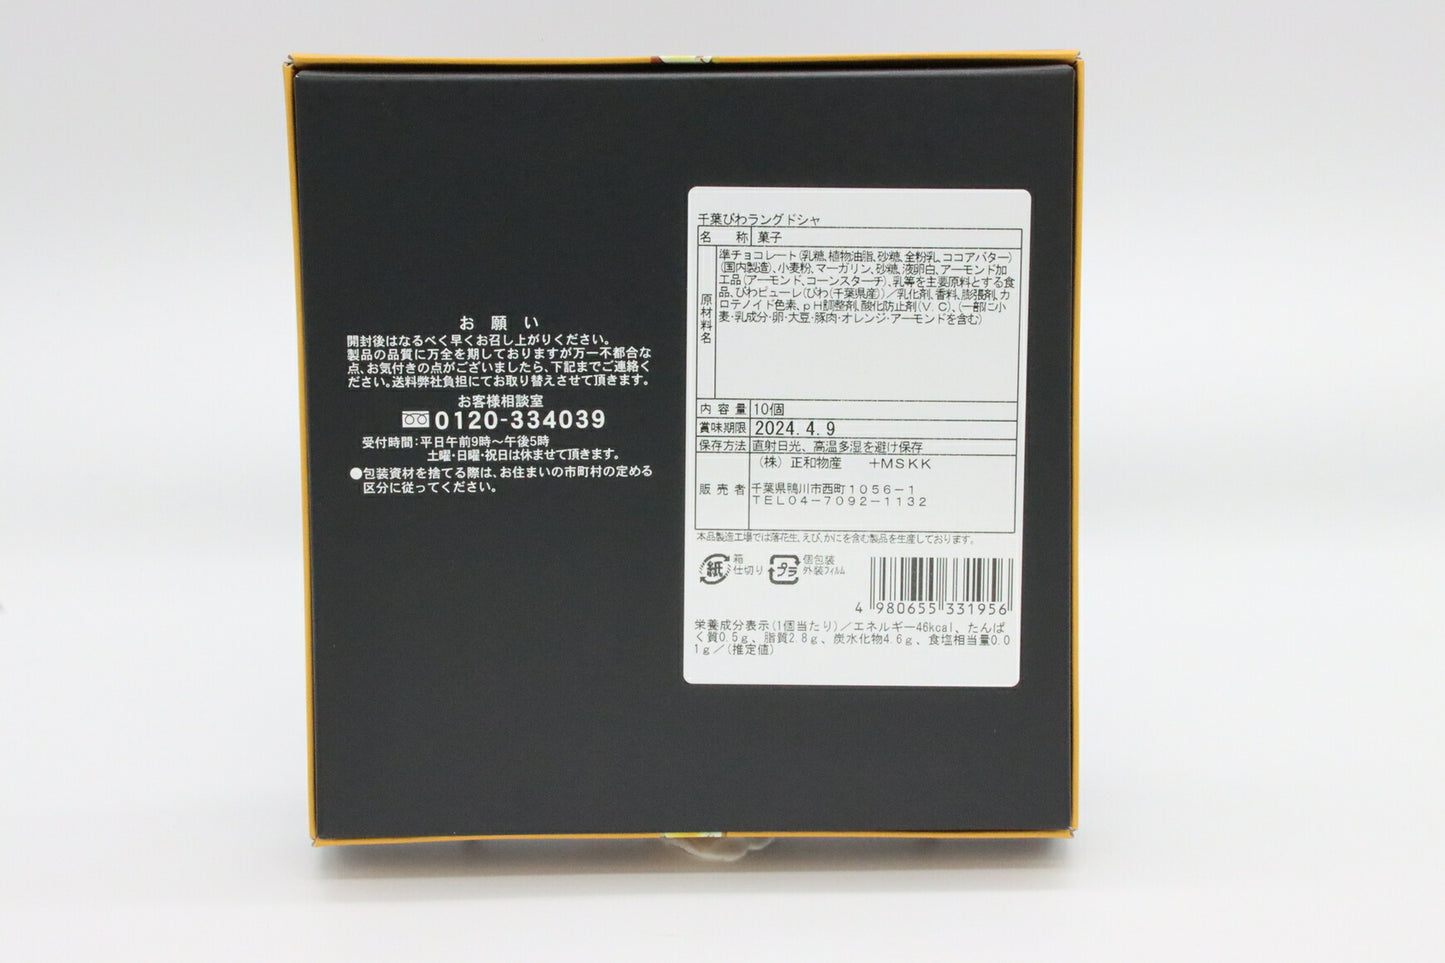 お願い
開封後はなるべく早くお召し上がりください。
製品の品質に万全を期しておりますが万一不都合な
点、お気付きの点がございましたら、下記までご連絡く
ださい。送料弊社負担にてお取り替えさせて頂きます。
お客様相談室
0120-334039
受付時間：平日午前9時〜午後5時
土曜・日曜・祝日は休ませて頂きます。
●包装資材を捨てる際は、お住まいの市町村の定める
区分に従ってください。
千葉びわラングドシャ
名称 菓子
原材料名
準チョコレート(乳糖、植物油脂、砂糖、全粉乳、ココアバター)
(国内製造)、小麦粉、マーガリン、砂糖、液卵白、アーモンド加
工品(アーモンド、コーンスターチ)、乳等を主要原料とする食
品、びわピューレ(びわ(千葉県産))／乳化剤、香料、膨張剤、カ
ロテノイド色素、pH調整剤、酸化防止剤(V.C)、(一部に小
麦・乳成分・卵・大豆・豚肉・オレンジ・アーモンドを含む)
内容量 10個
賞味期限 2024.4.9
保存方法 直射日光、高温多湿を避け保存
販売者
（株）正和物産 +MSKK
千葉県鴨川市西町１０５６−１
TEL04−7092−1132
本品製造工場では落花生、えび、かにを含む製品を生産しております。
紙 箱
仕切り
プラ 個包装
外装フィルム
4 980655 331956
栄養成分表示(1個当たり)／エネルギー46kcal、たんぱ
く質0.5g、脂質2.8g、炭水化物4.6g、食塩相当量0.0
1g／(推定値)